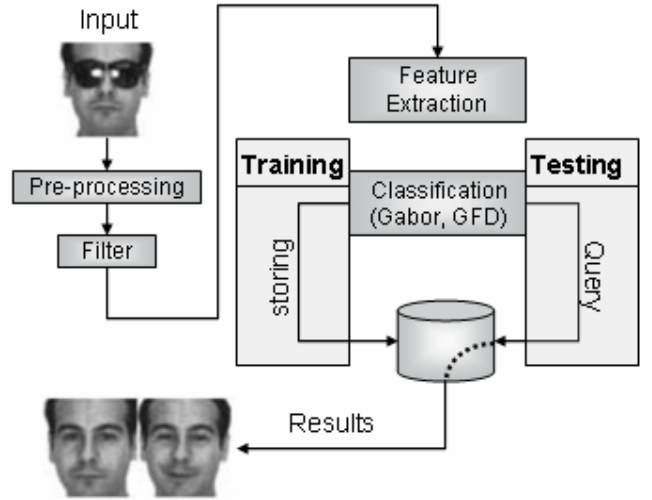 Input
Pre-processing
Filter
Feature
Extraction
Training
Testing
Classification
(Gabor, GFD)
storing
Query
Results